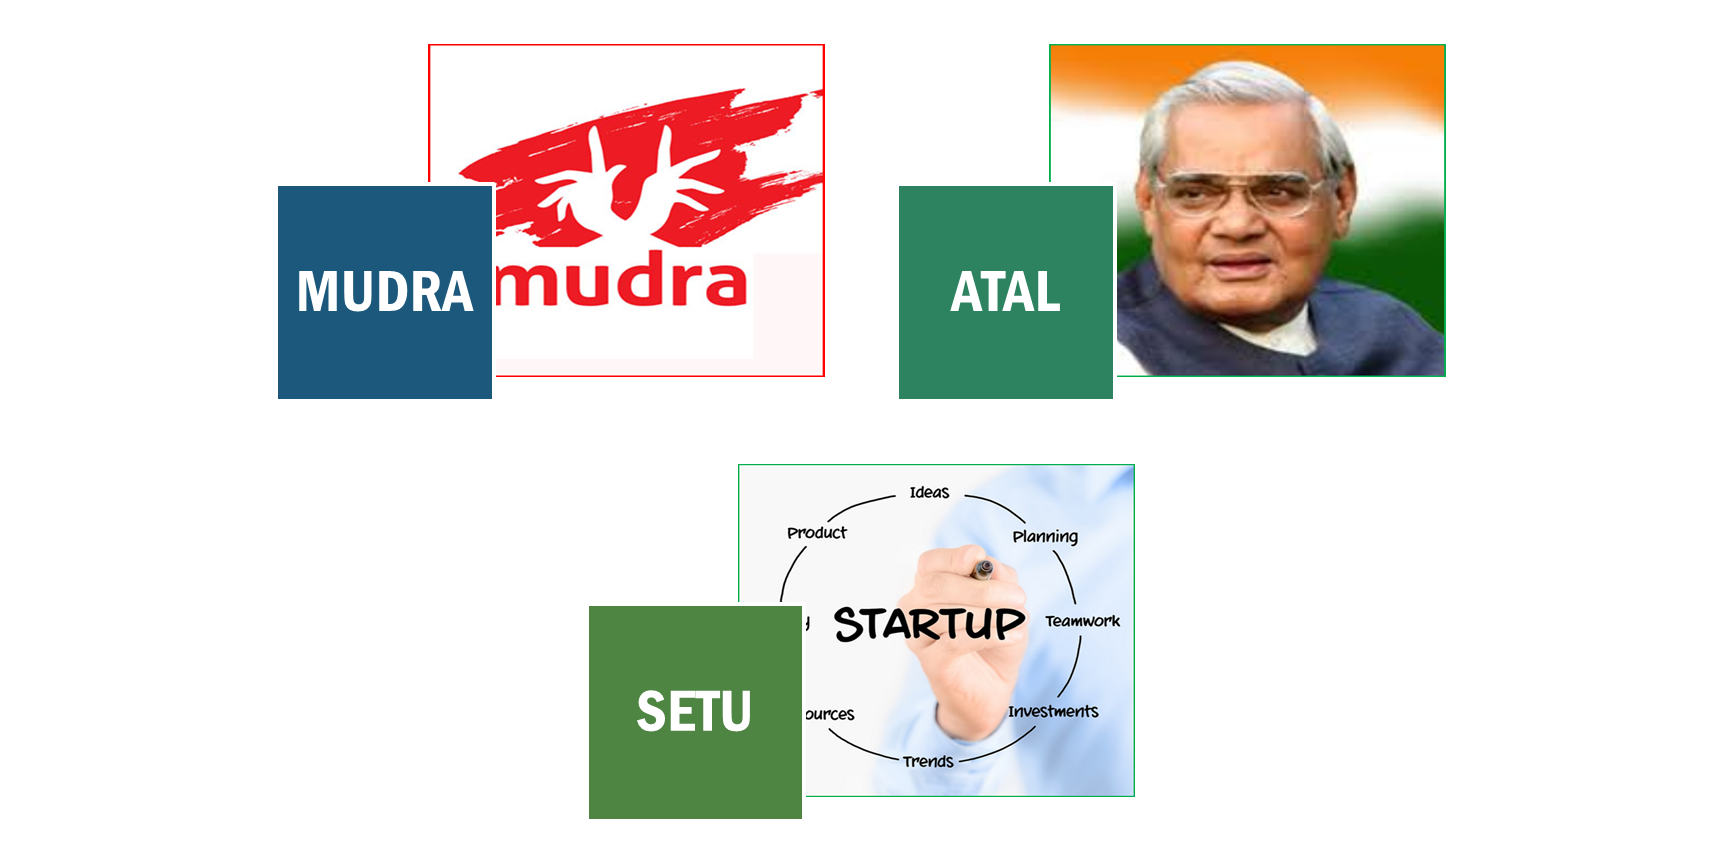 MUDRA
mudra
ATAL
SETU
Ideas
Product
Planning
STARTUP
Teamwork
Investments
Trends